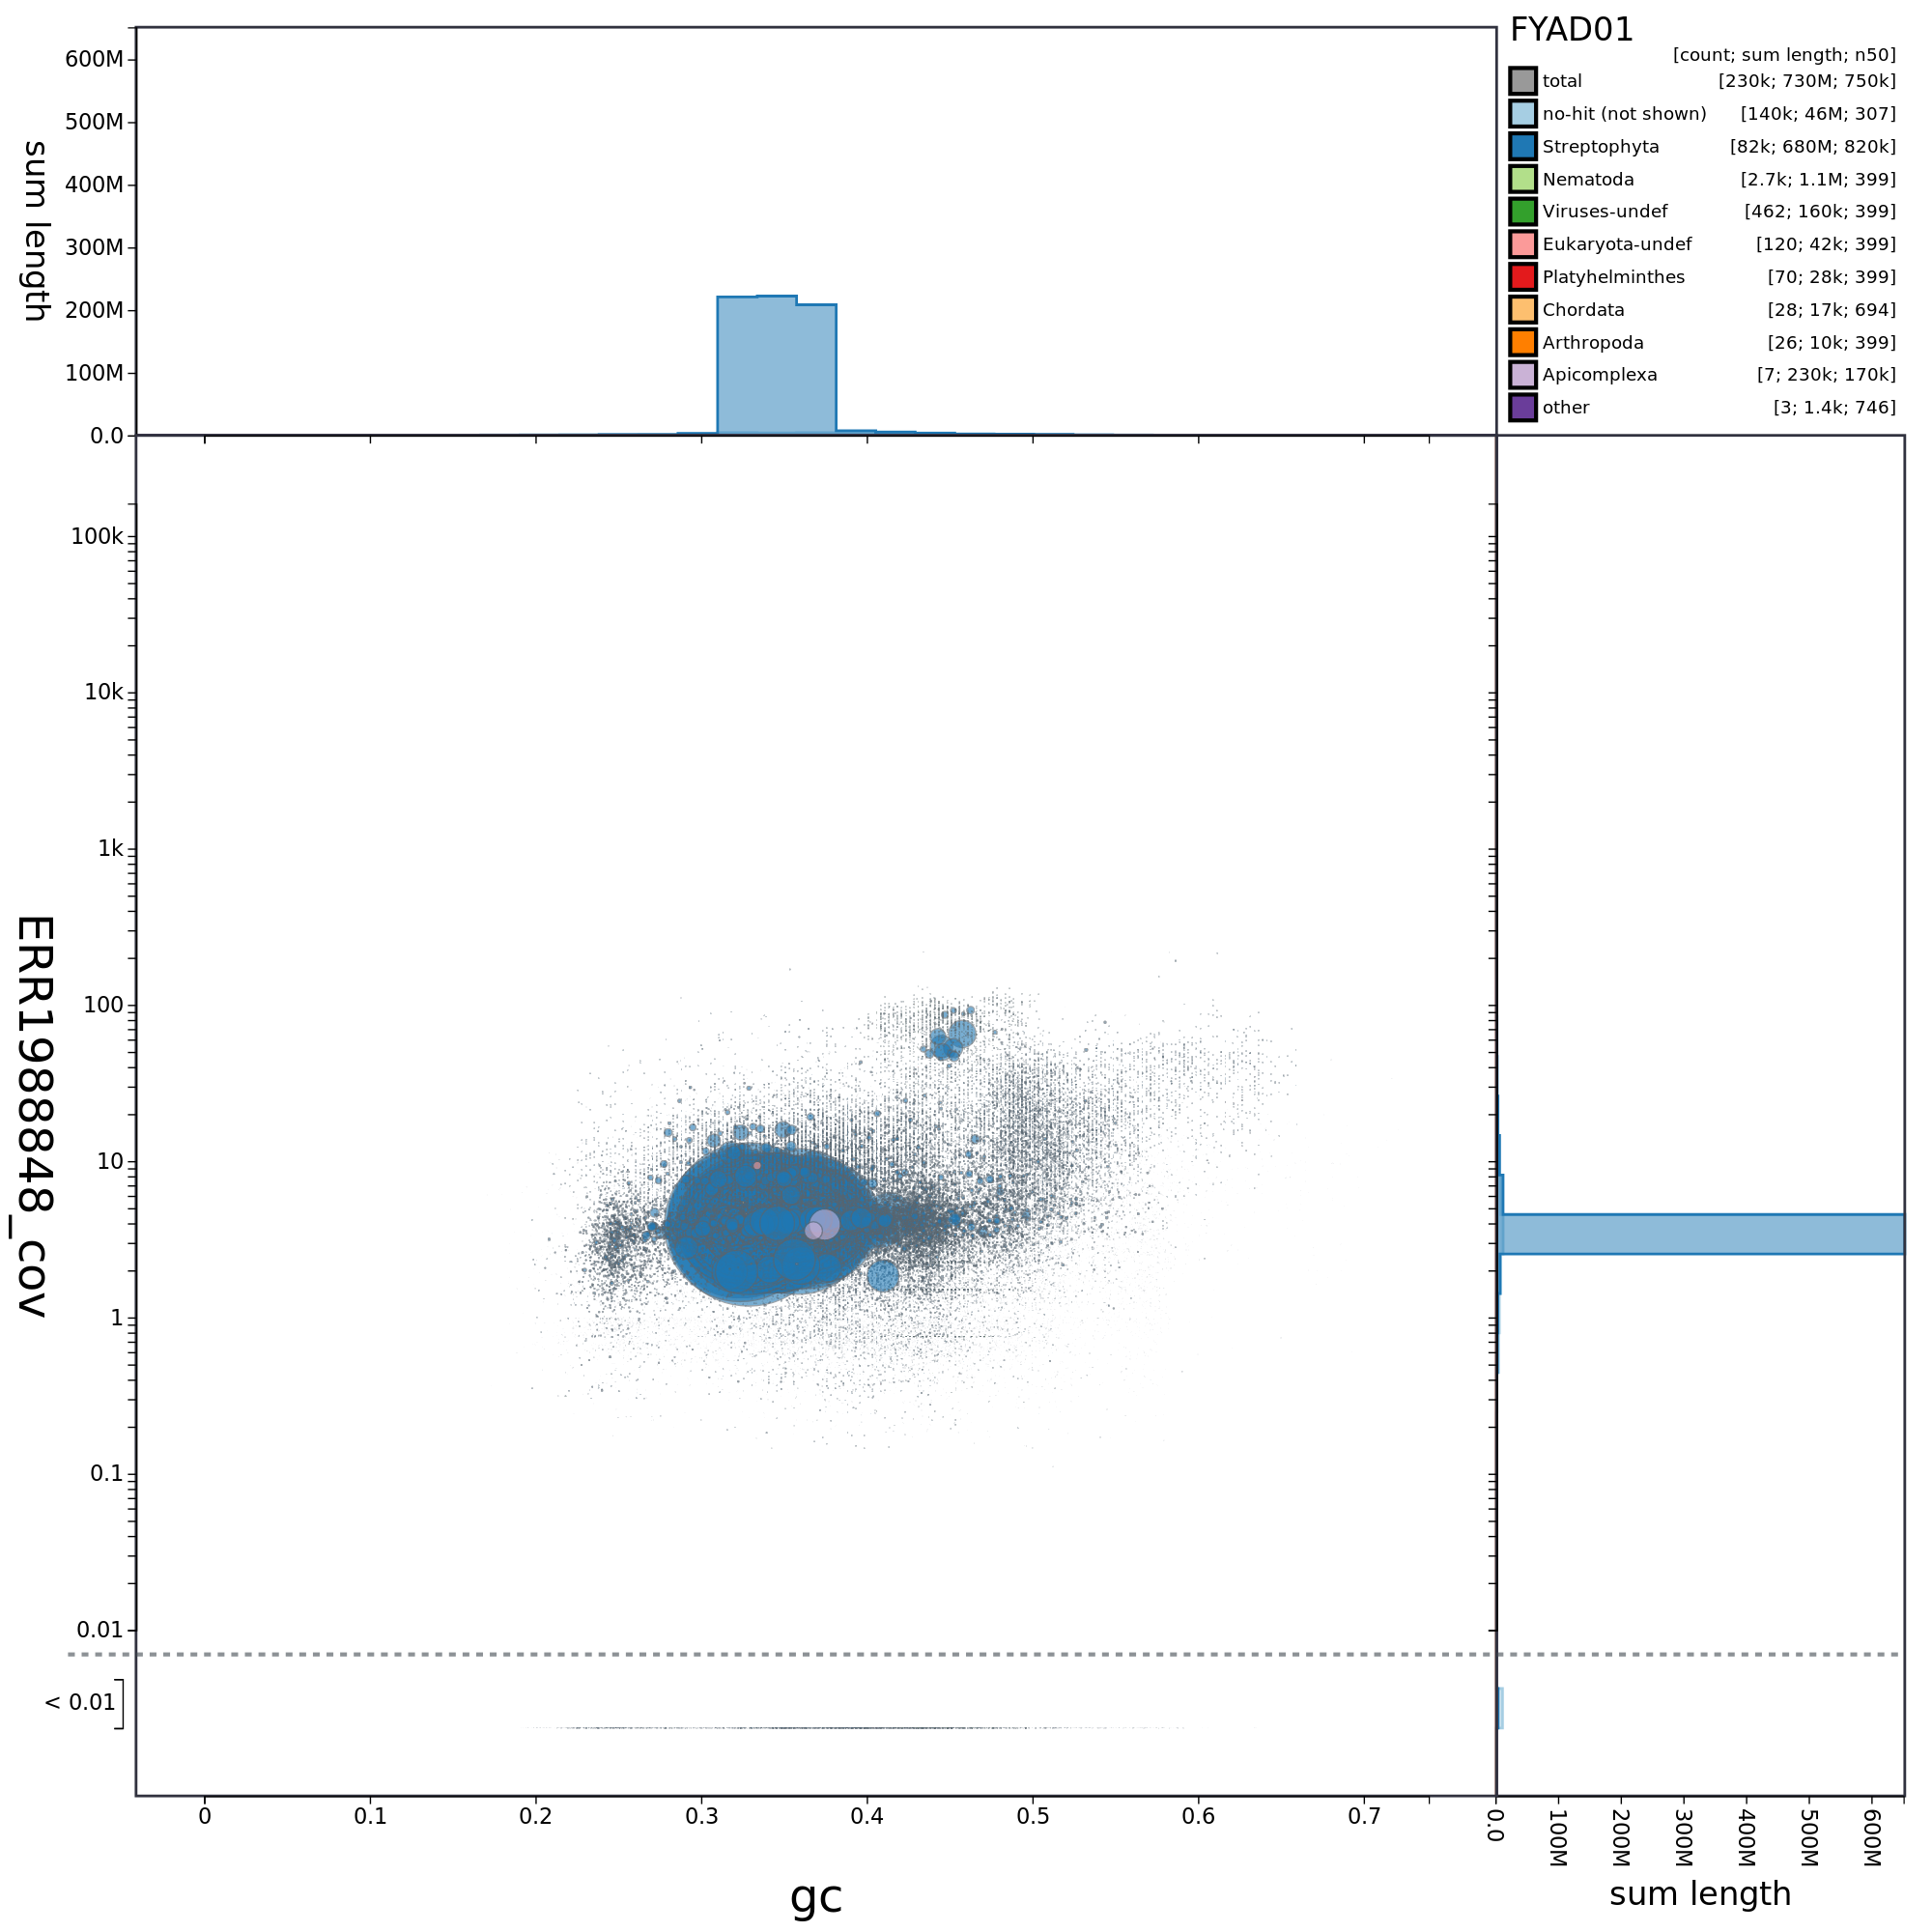 FYAD01
[count; sum length; n50]
total [230k; 730M; 750k]
no-hit (not shown) [140k; 46M; 307]
Streptophyta [82k; 680M; 820k]
Nematoda [2.7k; 1.1M; 399]
Viruses-undef [462; 160k; 399]
Eukaryota-undef [120; 42k; 399]
Platyhelminthes [70; 28k; 399]
Chordata [28; 17k; 694]
Arthropoda [26; 10k; 399]
Apicomplexa [7; 230k; 170k]
other [3; 1.4k; 746]
sum length
600M
500M
400M
300M
200M
100M
0.0
ERR1988848_cov
100k
10k
1k
100
10
1
0.1
0.01
< 0.01
0 0.1 0.2 0.3 0.4 0.5 0.6 0.7
gc
0.0 100M 200M 300M 400M 500M 600M
sum length